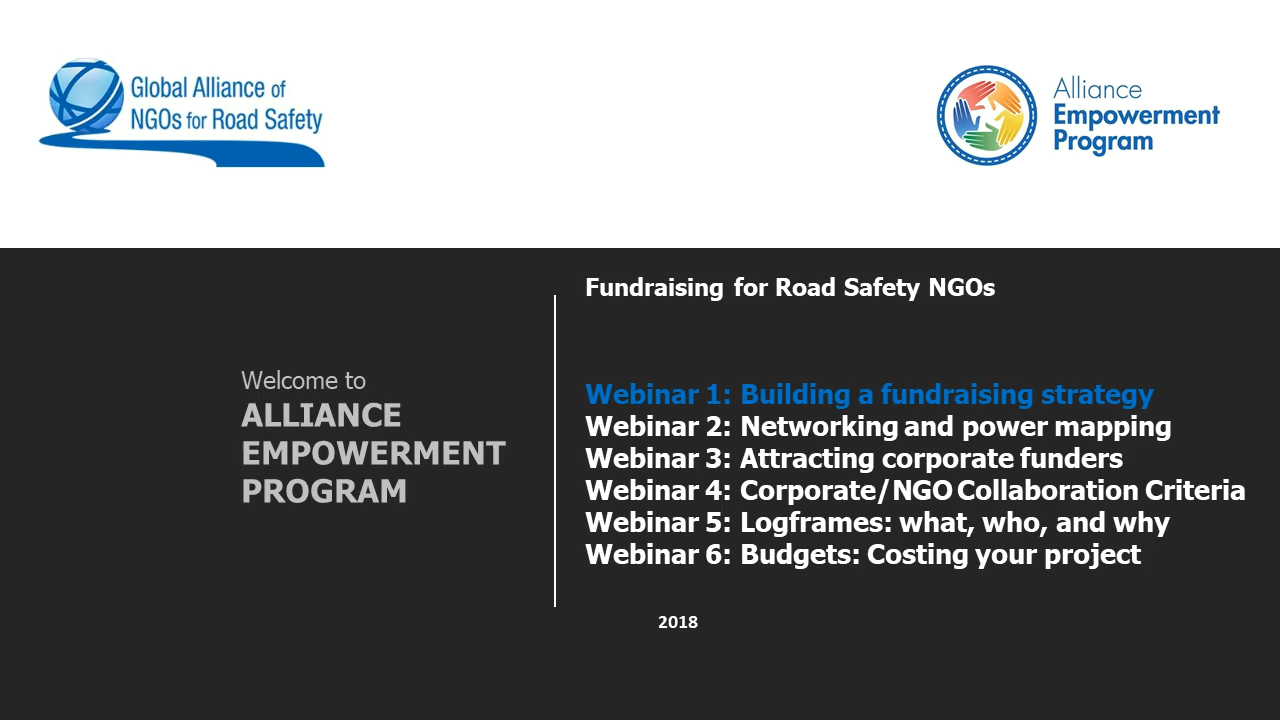 Global Alliance of
NGOs for Road Safety
Alliance
Empowerment
Program
Welcome to
ALLIANCE
EMPOWERMENT
PROGRAM
Fundraising for Road Safety NGOs
Webinar 1: Building a fundraising strategy
Webinar 2: Networking and power mapping
Webinar 3: Attracting corporate funders
Webinar 4: Corporate/NGO Collaboration Criteria
Webinar 5: Logframes: what, who, and why
Webinar 6: Budgets: Costing your project
2018